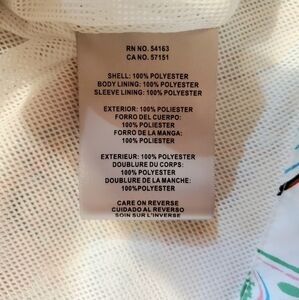 RN NO. 54163
CA NO. 57151
SHELL: 100% POLYESTER
BODY LINING: 100% POLYESTER
SLEEVE LINING: 100% POLYESTER
EXTERIOR: 100% POLIESTER
FORRO DEL CUERPO:
100% POLIESTER
FORRO DE LA MANGA:
100% POLIESTER
EXTERIEUR: 100% POLYESTER
DOUBLURE DU CORPS:
100% POLYESTER
DOUBLURE DE LA MANCHE:
100%POLYESTER
CARE ON REVERSE
CUIDADO AL REVERSO
SOIN SUR L'INVERSE